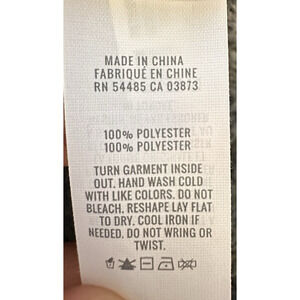 MADE IN CHINA
FABRIQUÉ EN CHINE
RN 54485 CA 03873
100% POLYESTER
100% POLYESTER
TURN GARMENT INSIDE
OUT. HAND WASH COLD
WITH LIKE COLORS. DO NOT
BLEACH. RESHAPE LAY FLAT
TO DRY. COOL IRON IF
NEEDED. DO NOT WRING OR
TWIST.